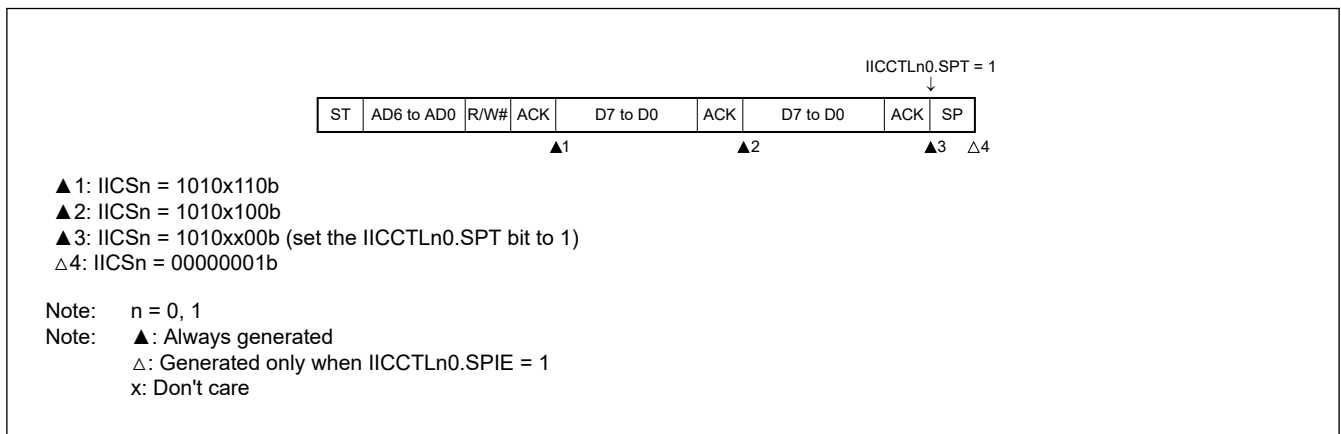 IICCTLn0.SPT = 1
↓
ST AD6 to AD0 R/W# ACK D7 to D0 ACK D7 to D0 ACK SP
▲1 ▲2 ▲3 △4
▲1: IICSn = 1010x110b
▲2: IICSn = 1010x100b
▲3: IICSn = 1010xx00b (set the IICCTLn0.SPT bit to 1)
△4: IICSn = 00000001b
Note: n = 0, 1
Note: ▲: Always generated
△: Generated only when IICCTLn0.SPIE = 1
x: Don't care